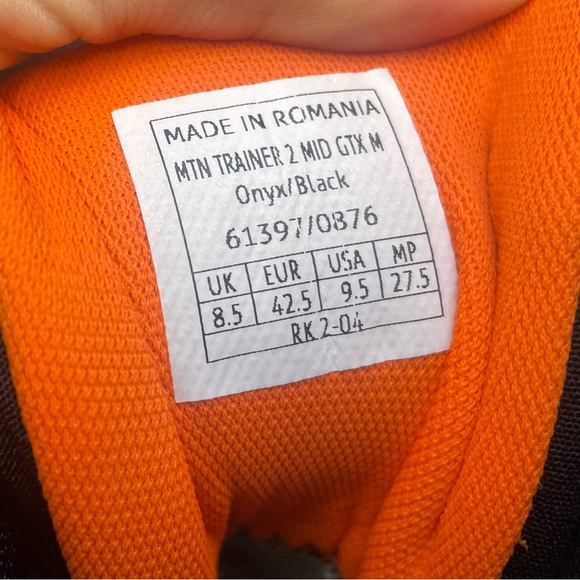 MADE IN ROMANIA
MTN TRAINER 2 MID GTX M
Onyx/Black
61397/0876
UK EUR USA MP
8.5 42.5 9.5 27.5
RK 2-04